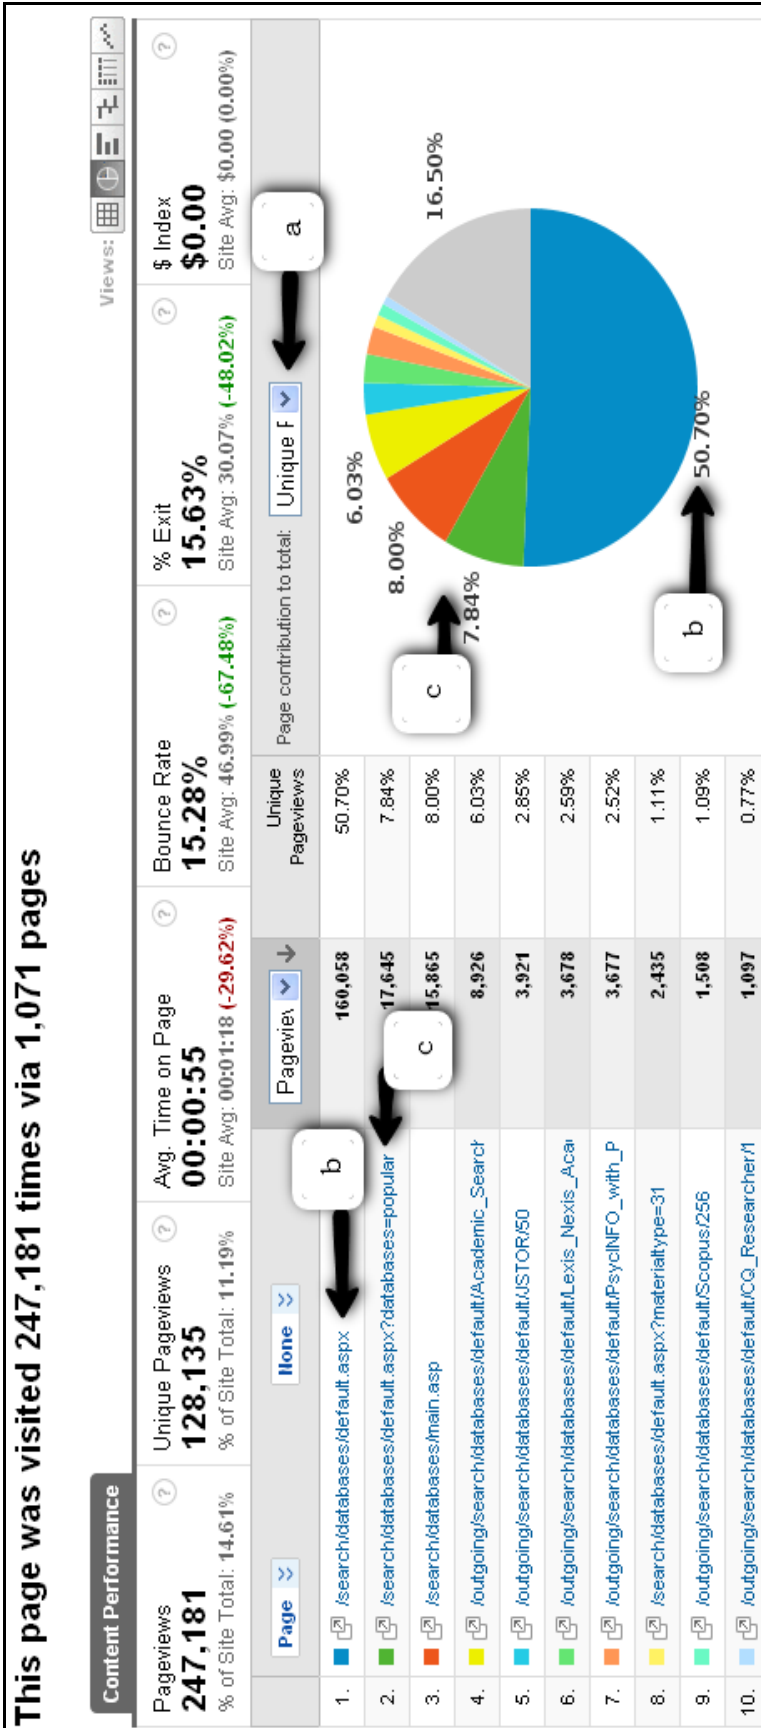 This page was visited 247,181 times via 1,071 pages
Views:
Content Performance
Pageviews
247,181
% of Site Total: 14.61%
Unique Pageviews
128,135
% of Site Total: 11.19%
Avg. Time on Page
00:00:55
Site Avg: 00:01:18 (-29.62%)
Bounce Rate
15.28%
Site Avg: 46.99% (-67.48%)
% Exit
15.63%
Site Avg: 30.07% (-48.02%)
$ Index
$0.00
Site Avg: $0.00 (0.00%)
Page None Pageview Unique Pageviews Page contribution to total: Unique P
a
1. /search/databases/default.aspx 160,058 50.70%
2. /search/databases/default.aspx?databases=popular 17,645 7.84%
3. /search/databases/main.asp 15,865 8.00%
4. /outgoing/search/databases/default/Academic_Search 8,926 6.03%
5. /outgoing/search/databases/default/JSTOR/50 3,921 2.85%
6. /outgoing/search/databases/default/Lexis_Nexis_Aca 3,678 2.59%
7. /outgoing/search/databases/default/PsycINFO_with_P 3,677 2.52%
8. /search/databases/default.aspx?materialtype=31 2,435 1.11%
9. /outgoing/search/databases/default/Scopus/256 1,508 1.09%
10. /outgoing/search/databases/default/CQ_Researcher/1 1,097 0.77%
b
c
16.50%
6.03%
8.00%
c
7.84%
b
50.70%